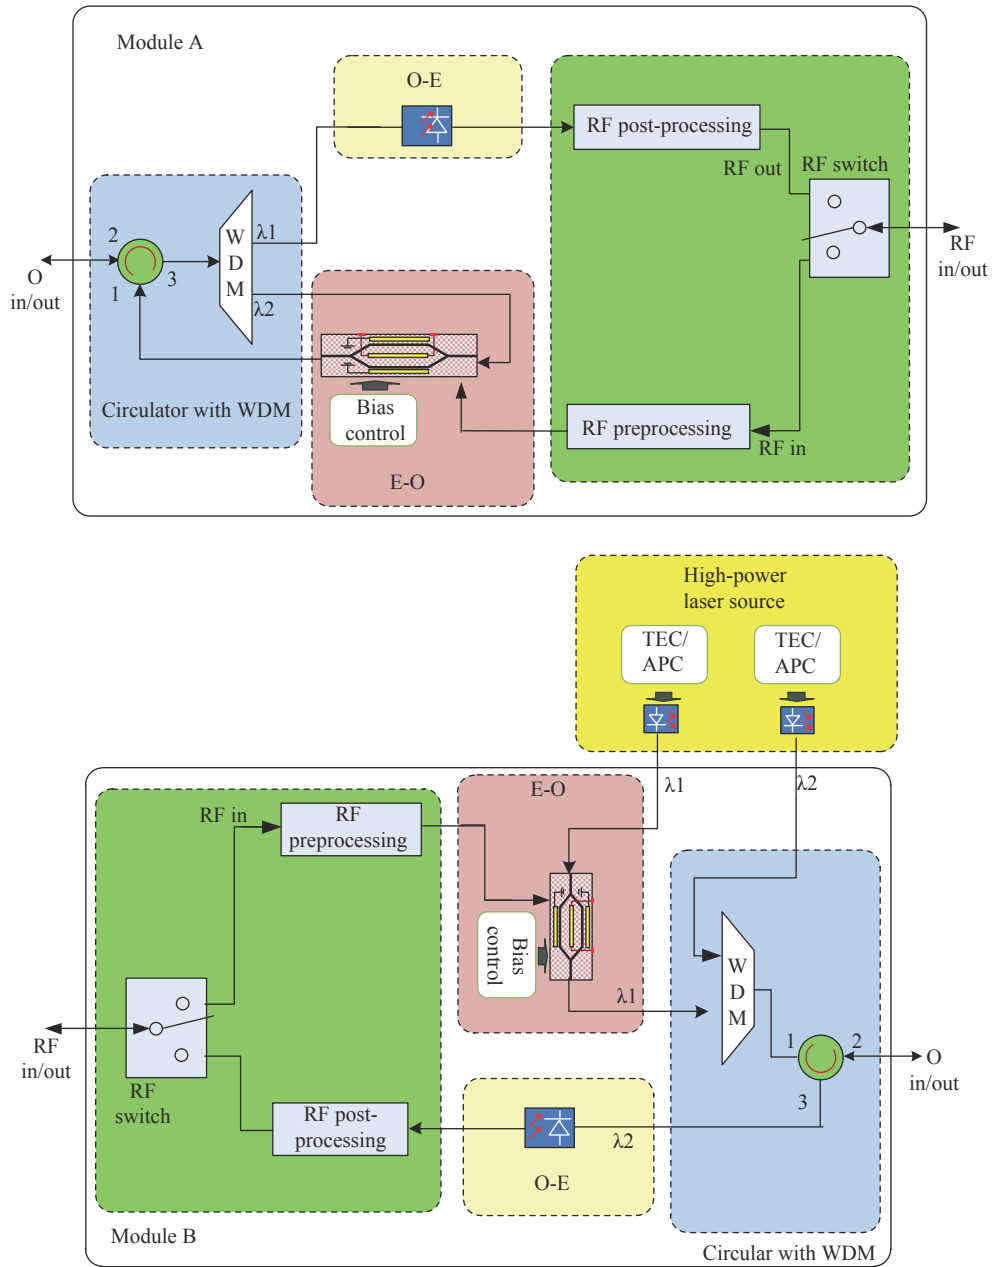 Module A
O-E
RF post-processing
RF out
RF switch
2
W
D
M
λ1
3
1
O
in/out
λ2
RF
in/out
Circulator with WDM
Bias
control
RF preprocessing
RF in
E-O
High-power
laser source
TEC/
APC
TEC/
APC
λ1
λ2
E-O
RF in
RF
preprocessing
Bias
control
λ1
W
D
M
1
2
3
O
in/out
RF
in/out
RF
switch
RF post-
processing
λ2
O-E
Module B
Circular with WDM